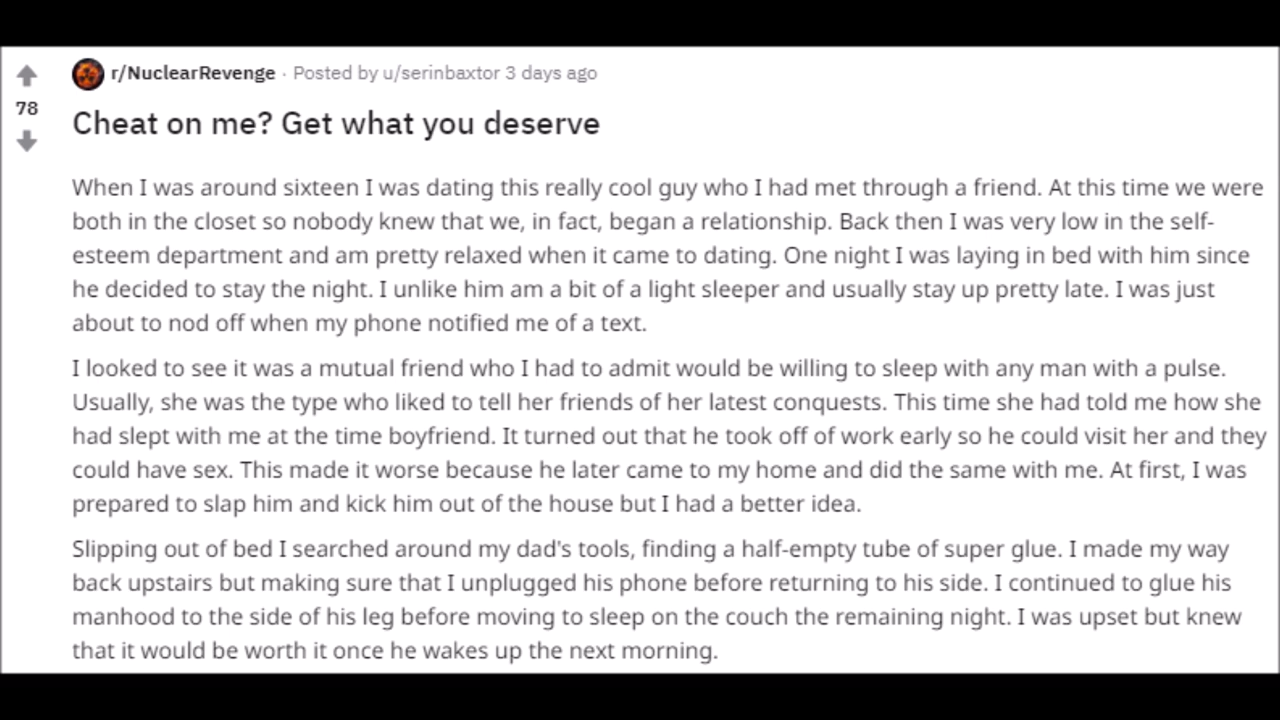 r/NuclearRevenge · Posted by u/serinbaxtor 3 days ago
78
Cheat on me? Get what you deserve
When I was around sixteen I was dating this really cool guy who I had met through a friend. At this time we were
both in the closet so nobody knew that we, in fact, began a relationship. Back then I was very low in the self-
esteem department and am pretty relaxed when it came to dating. One night I was laying in bed with him since
he decided to stay the night. I unlike him am a bit of a light sleeper and usually stay up pretty late. I was just
about to nod off when my phone notified me of a text.
I looked to see it was a mutual friend who I had to admit would be willing to sleep with any man with a pulse.
Usually, she was the type who liked to tell her friends of her latest conquests. This time she had told me how she
had slept with me at the time boyfriend. It turned out that he took off of work early so he could visit her and they
could have sex. This made it worse because he later came to my home and did the same with me. At first, I was
prepared to slap him and kick him out of the house but I had a better idea.
Slipping out of bed I searched around my dad's tools, finding a half-empty tube of super glue. I made my way
back upstairs but making sure that I unplugged his phone before returning to his side. I continued to glue his
manhood to the side of his leg before moving to sleep on the couch the remaining night. I was upset but knew
that it would be worth it once he wakes up the next morning.